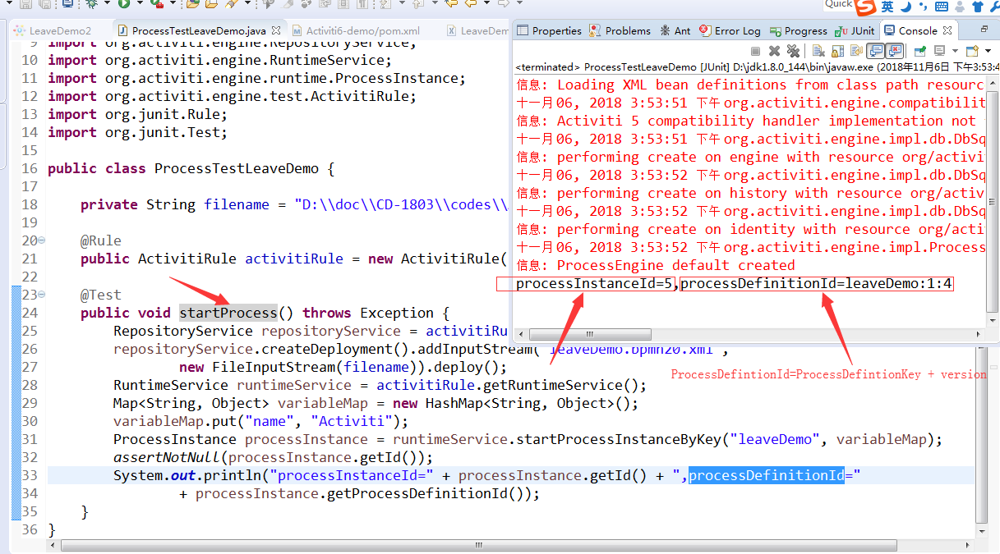 Quick 英
LeaveDemo2 ProcessTestLeaveDemo.java Activiti6-demo/pom.xml LeaveDem
9 import org.activiti.engine.RepositoryService;
10 import org.activiti.engine.RuntimeService;
11 import org.activiti.engine.runtime.ProcessInstance;
12 import org.activiti.engine.test.ActivitiRule;
13 import org.junit.Rule;
14 import org.junit.Test;
15
16 public class ProcessTestLeaveDemo {
17
18 private String filename = "D:\\doc\\CD-1803\\codes\\
19
20 @Rule
21 public ActivitiRule activitiRule = new ActivitiRule(
22
23 @Test
24 public void startProcess() throws Exception {
25 RepositoryService repositoryService = activitiRu
26 repositoryService.createDeployment().addInputStream("leaveDemo.bpmn20.xml",
27 new FileInputStream(filename)).deploy();
28 RuntimeService runtimeService = activitiRule.getRuntimeService();
29 Map<String, Object> variableMap = new HashMap<String, Object>();
30 variableMap.put("name", "Activiti");
31 ProcessInstance processInstance = runtimeService.startProcessInstanceByKey("leaveDemo", variableMap);
32 assertNotNull(processInstance.getId());
33 System.out.println("processInstanceId=" + processInstance.getId() + ",processDefinitionId="
34 + processInstance.getProcessDefinitionId());
35 }
36 }
Properties Problems Ant Error Log Progress JUnit Console
<terminated> ProcessTestLeaveDemo [JUnit] D:\jdk1.8.0_144\bin\javaw.exe (2018年11月6日 下午3:53:4
信息: Loading XML bean definitions from class path resourc
十一月 06, 2018 3:53:51 下午 org.activiti.engine.compatibilit
信息: Activiti 5 compatibility handler implementation not
十一月 06, 2018 3:53:51 下午 org.activiti.engine.impl.db.DbSq
信息: performing create on engine with resource org/activi
十一月 06, 2018 3:53:52 下午 org.activiti.engine.impl.db.DbSq
信息: performing create on history with resource org/activ
十一月 06, 2018 3:53:52 下午 org.activiti.engine.impl.db.DbSq
信息: performing create on identity with resource org/acti
十一月 06, 2018 3:53:52 下午 org.activiti.engine.impl.Process
信息: ProcessEngine default created
processInstanceId=5,processDefinitionId=leaveDemo:1:4
ProcessDefintionId=ProcessDefintionKey + version